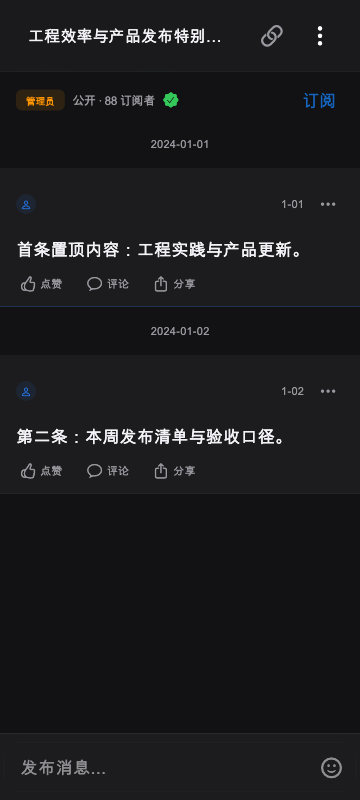 工程效率与产品发布特别...
管理员 公开 · 88 订阅者 订阅
2024-01-01
1-01
首条置顶内容：工程实践与产品更新。
点赞 评论 分享
2024-01-02
1-02
第二条：本周发布清单与验收口径。
点赞 评论 分享
发布消息...